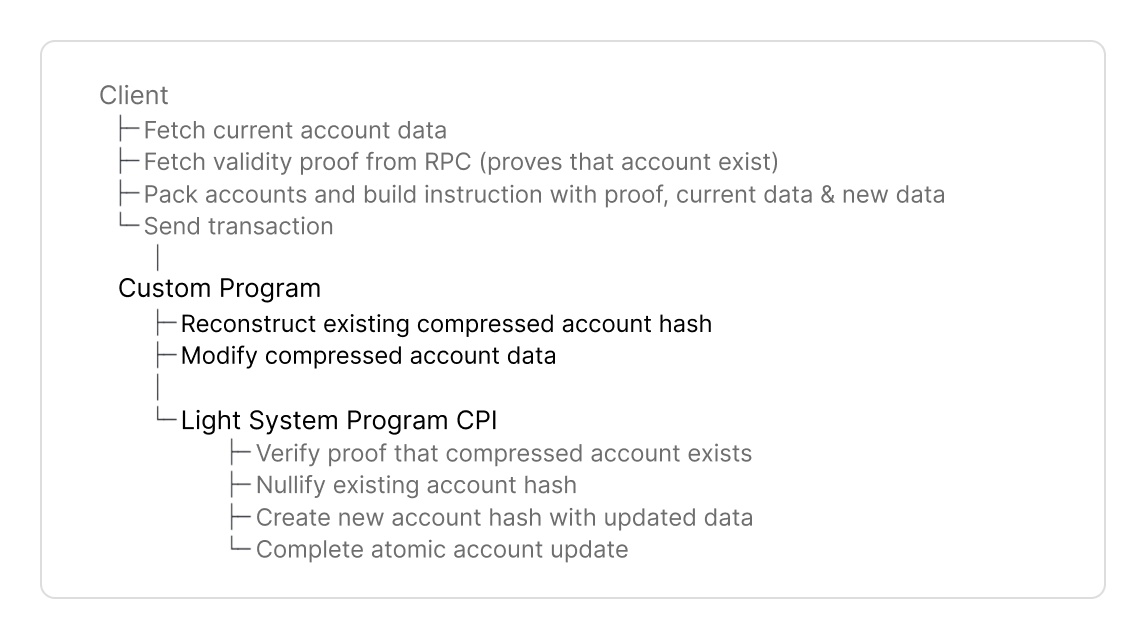 Client
├─ Fetch current account data
├─ Fetch validity proof from RPC (proves that account exist)
├─ Pack accounts and build instruction with proof, current data & new data
└─ Send transaction
│
Custom Program
├─ Reconstruct existing compressed account hash
├─ Modify compressed account data
│
└─ Light System Program CPI
├─ Verify proof that compressed account exists
├─ Nullify existing account hash
├─ Create new account hash with updated data
└─ Complete atomic account update